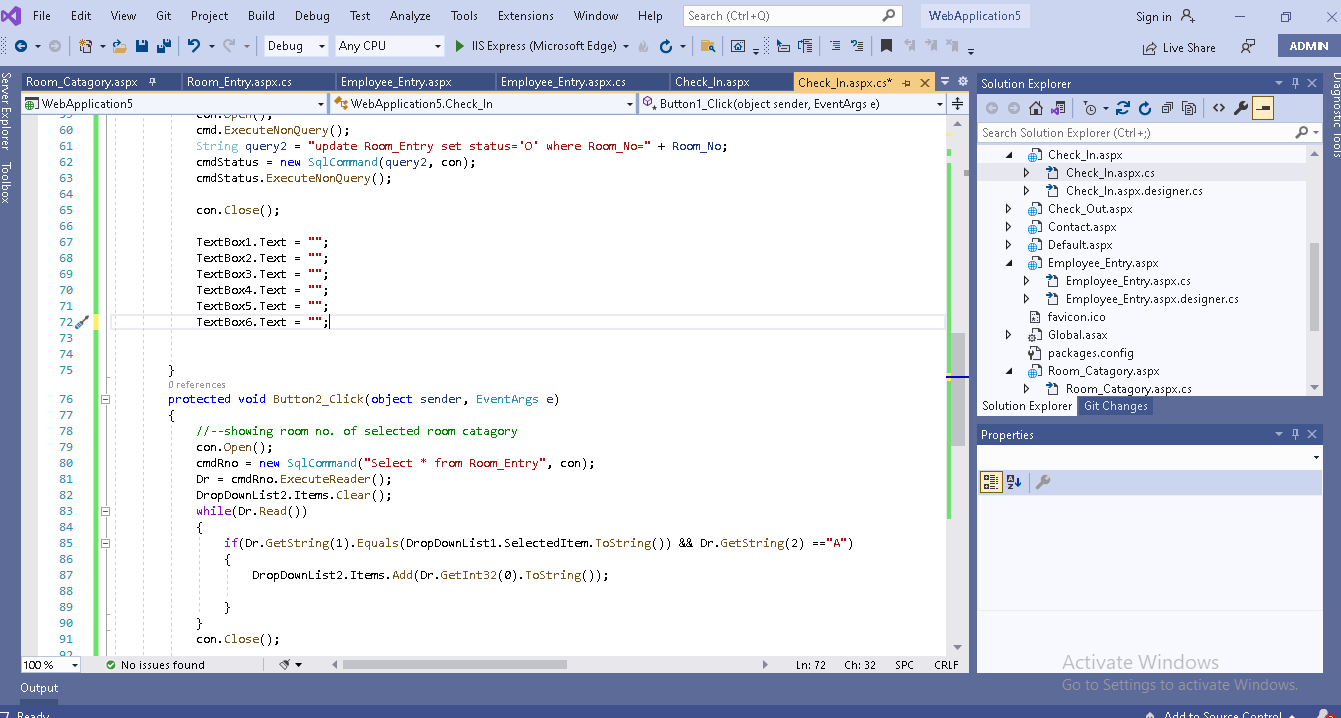 File Edit View Git Project Build Debug Test Analyze Tools Extensions Window Help Search (Ctrl+Q) WebApplication5 Sign in
Debug Any CPU IIS Express (Microsoft Edge) Live Share ADMIN
Server Explorer
Toolbox
Room_Catagory.aspx Room_Entry.aspx.cs Employee_Entry.aspx Employee_Entry.aspx.cs Check_In.aspx Check_In.aspx.cs*
WebApplication5 WebApplication5.Check_In Button1_Click(object sender, EventArgs e)
59 con.Open();
60 cmd.ExecuteNonQuery();
61 String query2 = "update Room_Entry set status='O' where Room_No=" + Room_No;
62 cmdStatus = new SqlCommand(query2, con);
63 cmdStatus.ExecuteNonQuery();
64
65 con.Close();
66
67 TextBox1.Text = "";
68 TextBox2.Text = "";
69 TextBox3.Text = "";
70 TextBox4.Text = "";
71 TextBox5.Text = "";
72 TextBox6.Text = "";
73
74
75 }
0 references
76 protected void Button2_Click(object sender, EventArgs e)
77 {
78 //--showing room no. of selected room catagory
79 con.Open();
80 cmdRno = new SqlCommand("Select * from Room_Entry", con);
81 Dr = cmdRno.ExecuteReader();
82 DropDownList2.Items.Clear();
83 while(Dr.Read())
84 {
85 if(Dr.GetString(1).Equals(DropDownList1.SelectedItem.ToString()) && Dr.GetString(2) =="A")
86 {
87 DropDownList2.Items.Add(Dr.GetInt32(0).ToString());
88
89 }
90 }
91 con.Close();
92
100 % No issues found Ln: 72 Ch: 32 SPC CRLF
Output
Ready Add to Source Control
Solution Explorer
Search Solution Explorer (Ctrl+;)
Check_In.aspx
Check_In.aspx.cs
Check_In.aspx.designer.cs
Check_Out.aspx
Contact.aspx
Default.aspx
Employee_Entry.aspx
Employee_Entry.aspx.cs
Employee_Entry.aspx.designer.cs
favicon.ico
Global.asax
packages.config
Room_Catagory.aspx
Room_Catagory.aspx.cs
Solution Explorer Git Changes
Properties
Activate Windows
Go to Settings to activate Windows.
Diagnostic Tools